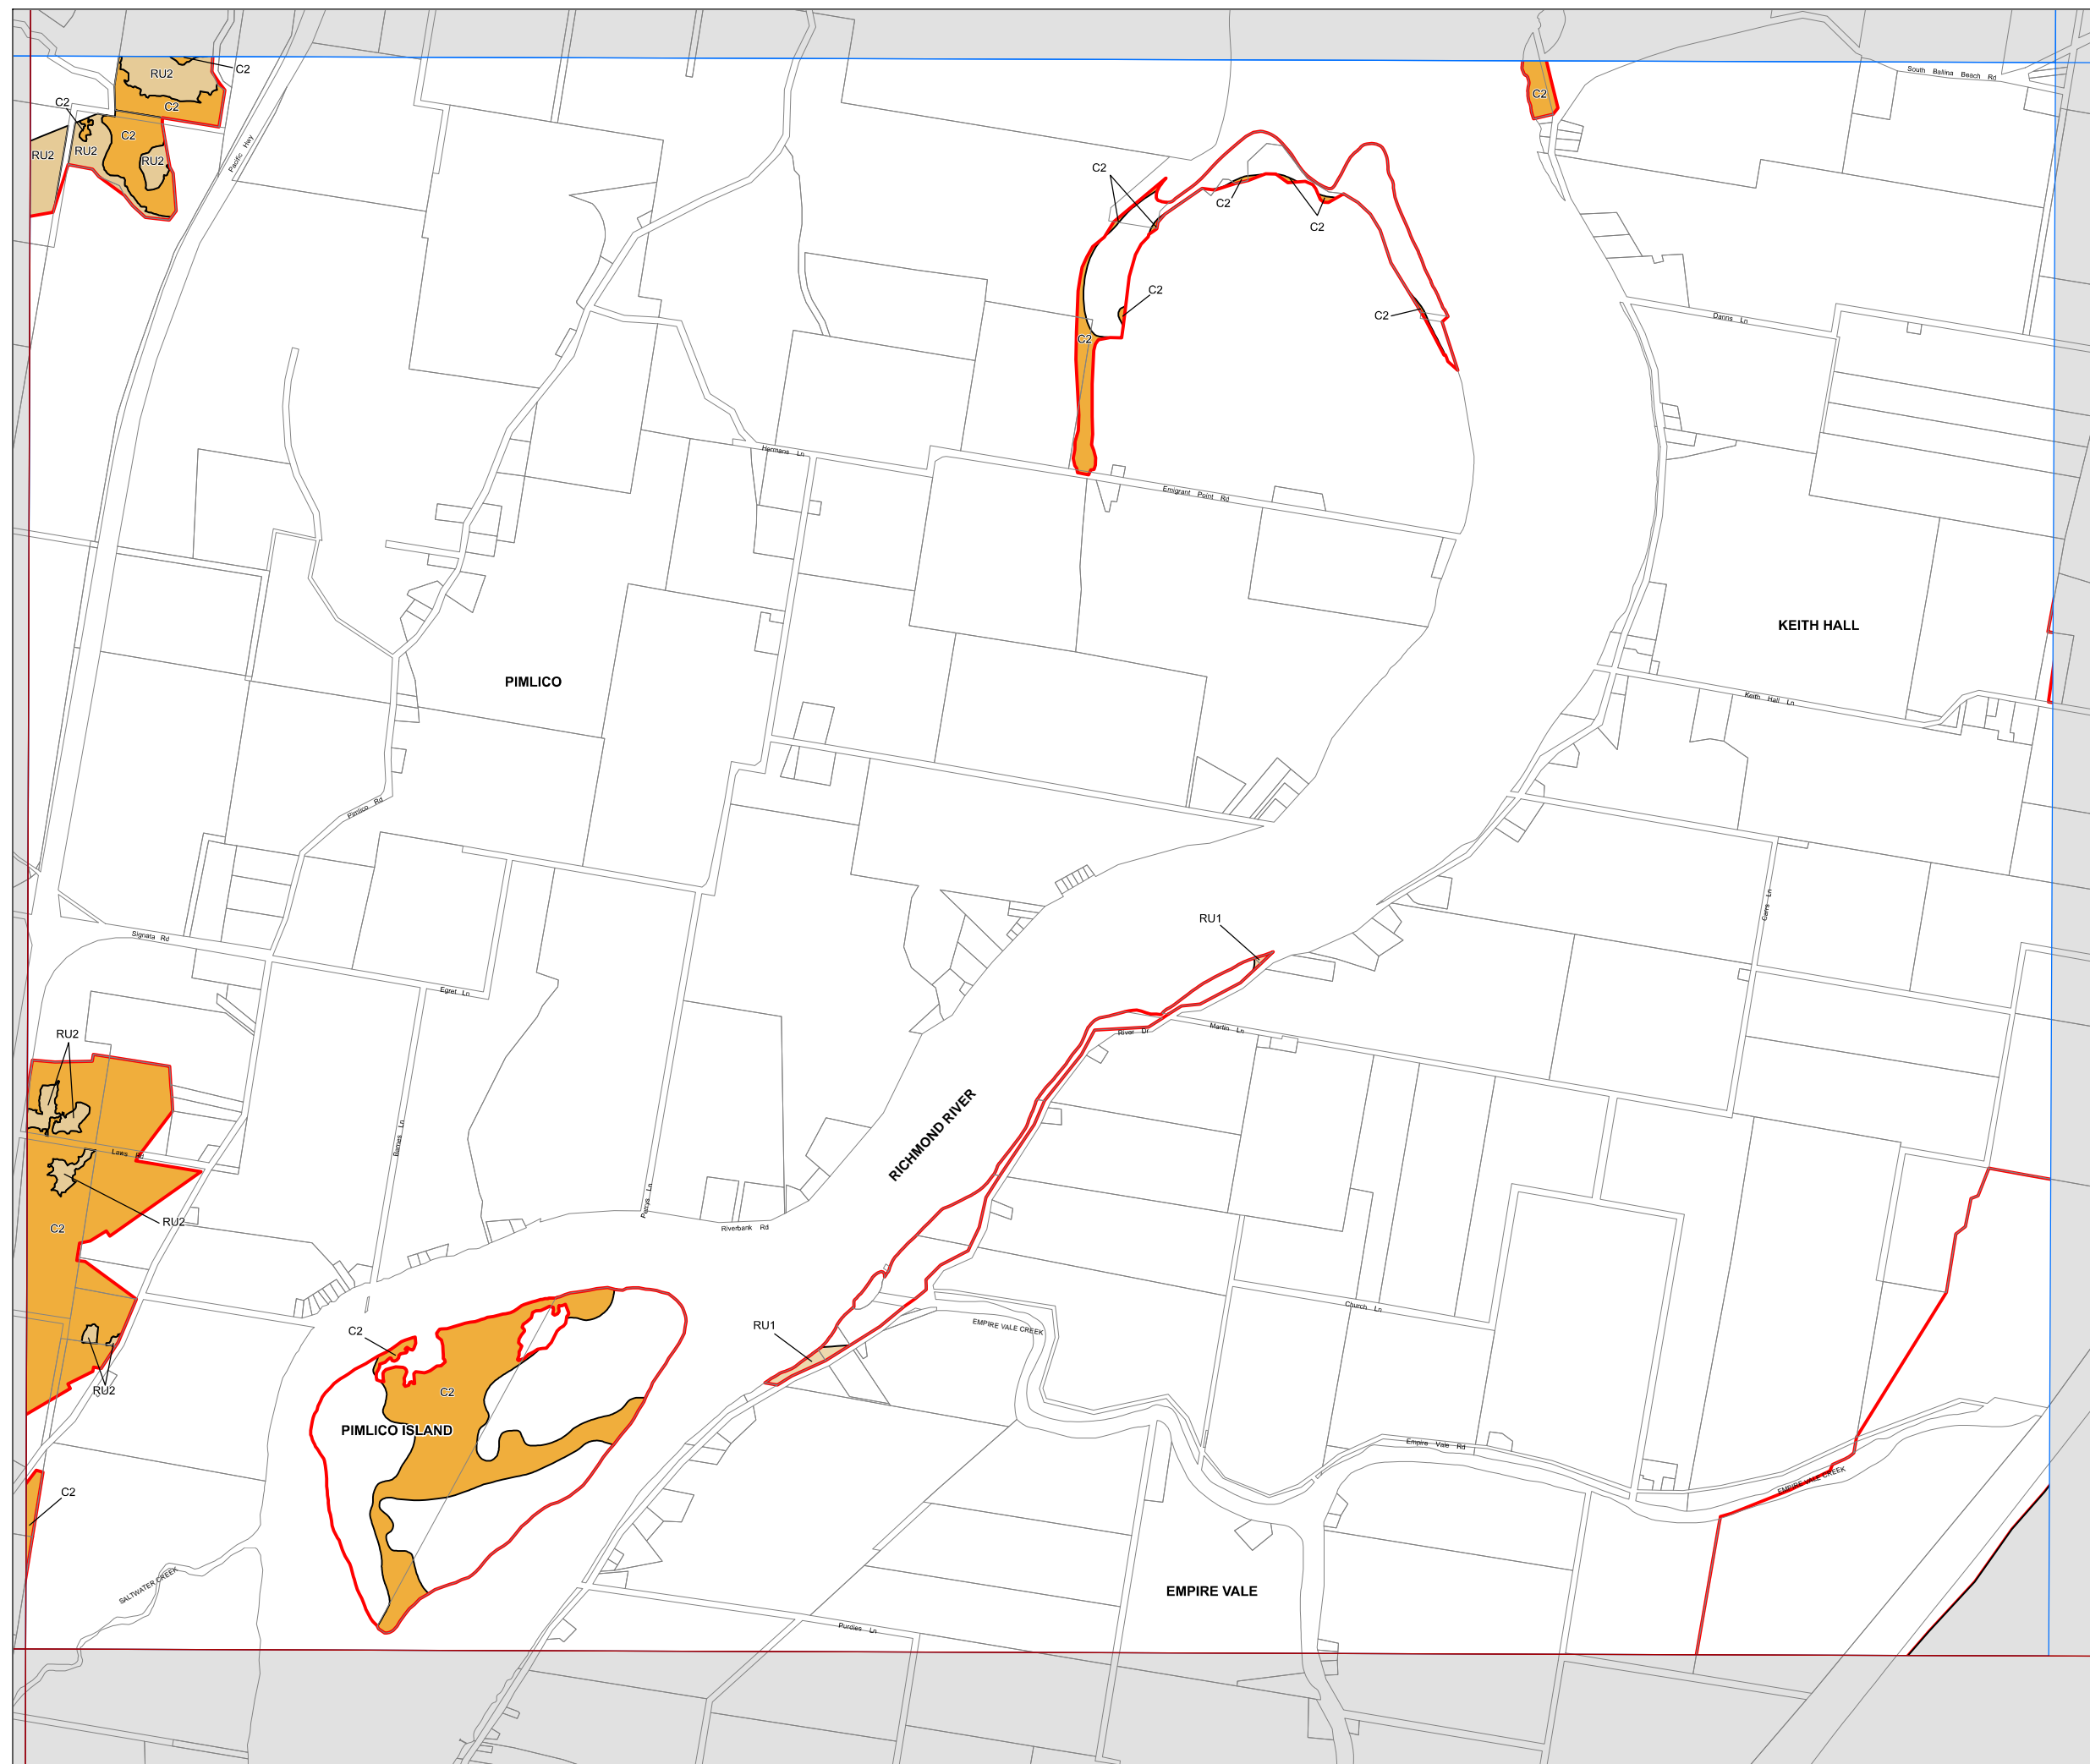 South Ballina Beach Rd
RU2
C2
C2
C2
C2
C2
RU2
RU2
RU2
Pacific Hwy
C2
C2
C2
C2
C2
C2
Danns Ln
Hermans Ln
Emigrant Point Rd
KEITH HALL
PIMLICO
Keith Hall Ln
Pimlico Rd
Carrs Ln
RU1
Signata Rd
Egret Ln
Martin Ln
River Dr
RU2
RICHMOND RIVER
Barnes Ln
Laws Rd
Perrys Ln
RU2
C2
Riverbank Rd
Church Ln
EMPIRE VALE CREEK
RU1
C2
RU2
C2
PIMLICO ISLAND
Empire Vale Rd
EMPIRE VALE CREEK
C2
SALTWATER CREEK
EMPIRE VALE
Purdies Ln